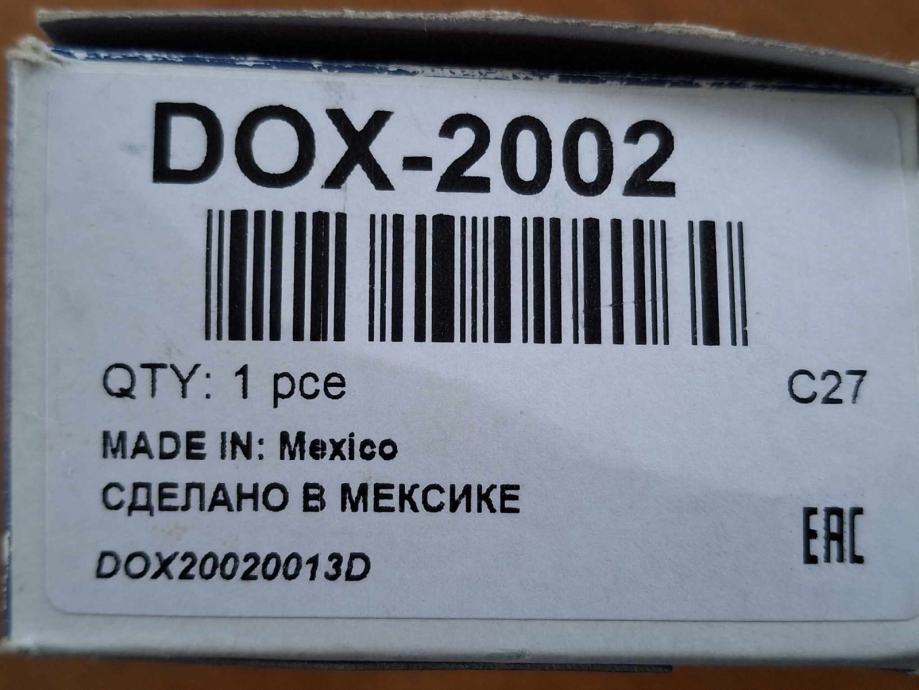 DOX-2002
QTY: 1 pce
C27
MADE IN: Mexico
СДЕЛАНО В МЕКСИКЕ
EAC
DOX20020013D